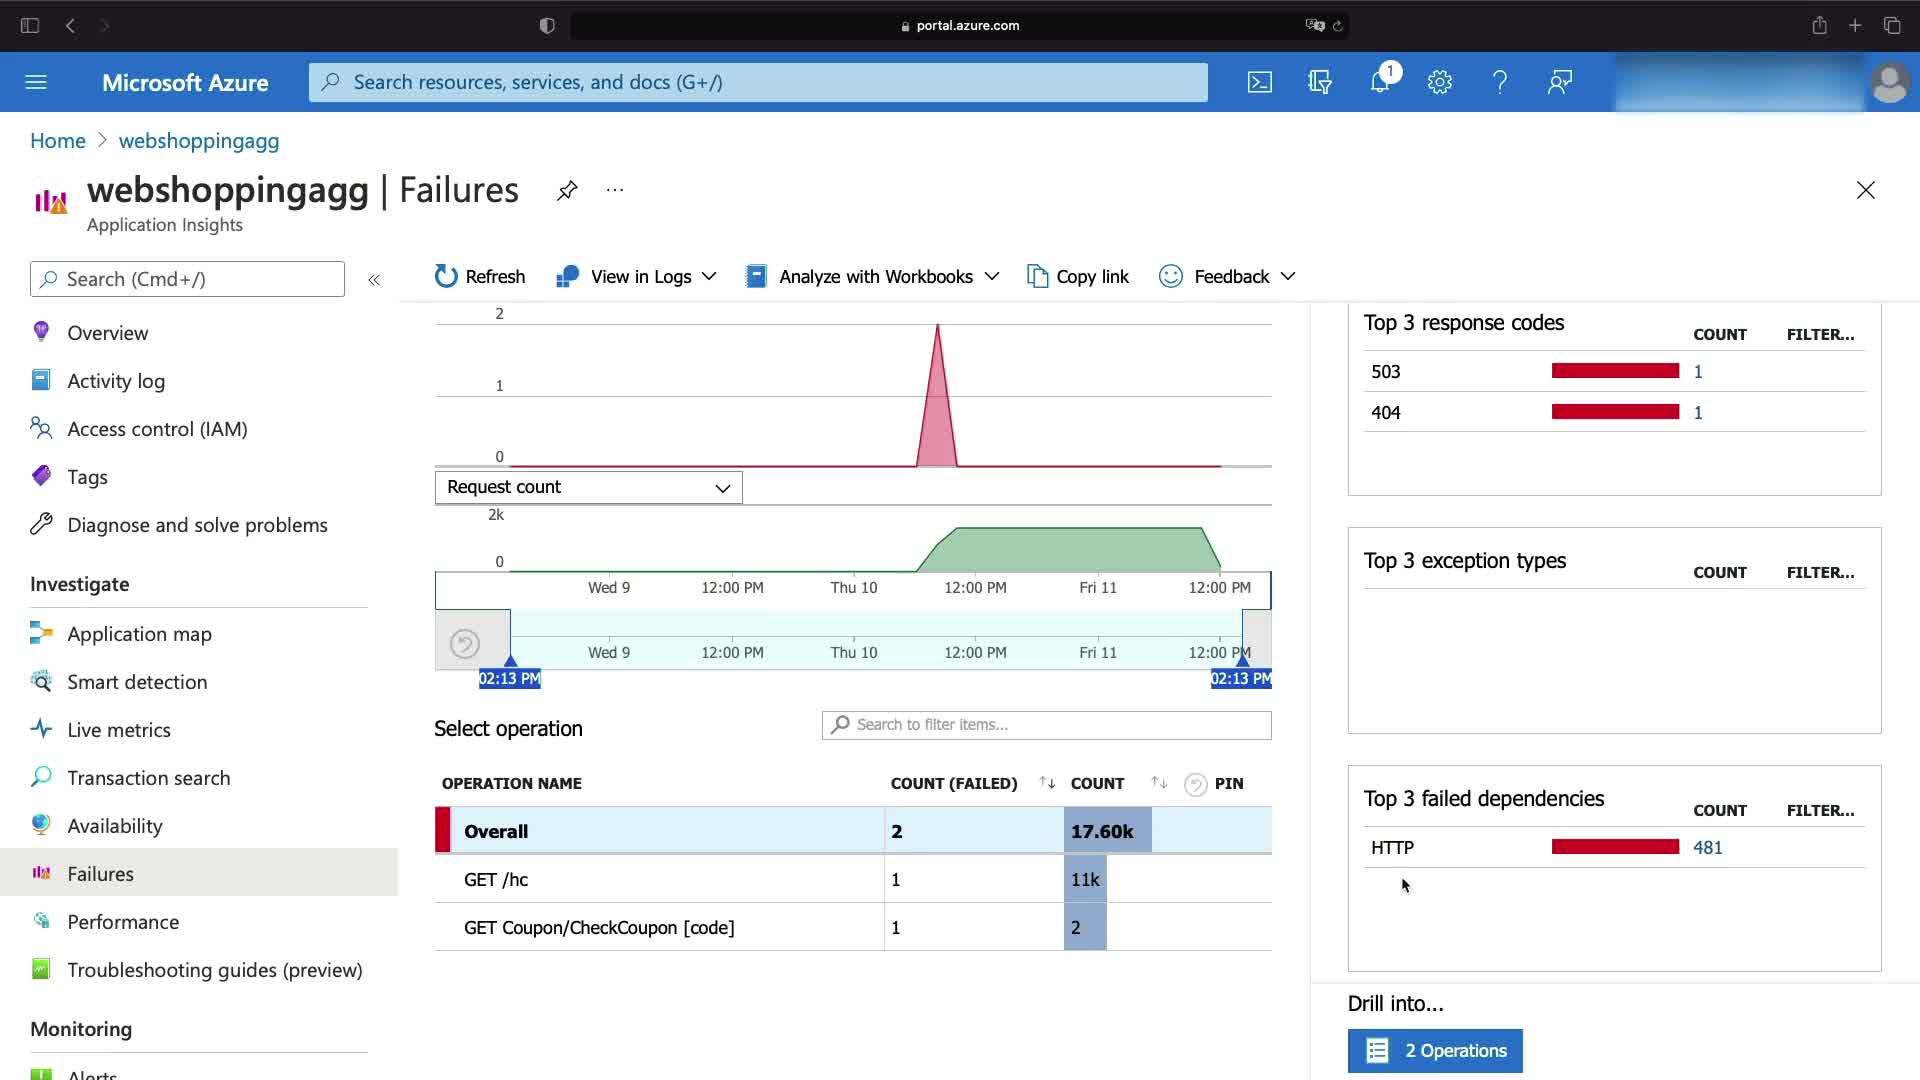 portal.azure.com
Microsoft Azure
Search resources, services, and docs (G+/)
1
Home > webshoppingagg
webshoppingagg | Failures
Application Insights
Search (Cmd+/)
Overview
Activity log
Access control (IAM)
Tags
Diagnose and solve problems
Investigate
Application map
Smart detection
Live metrics
Transaction search
Availability
Failures
Performance
Troubleshooting guides (preview)
Monitoring
Alerts
Refresh
View in Logs
Analyze with Workbooks
Copy link
Feedback
2
1
0
Request count
2k
0
Wed 9 12:00 PM Thu 10 12:00 PM Fri 11 12:00 PM
Wed 9 12:00 PM Thu 10 12:00 PM Fri 11 12:00 PM
02:13 PM 02:13 PM
Select operation
Search to filter items...
OPERATION NAME COUNT (FAILED) COUNT PIN
Overall 2 17.60k
GET /hc 1 11k
GET Coupon/CheckCoupon [code] 1 2
Top 3 response codes COUNT FILTER...
503 1
404 1
Top 3 exception types COUNT FILTER...
Top 3 failed dependencies COUNT FILTER...
HTTP 481
Drill into...
2 Operations